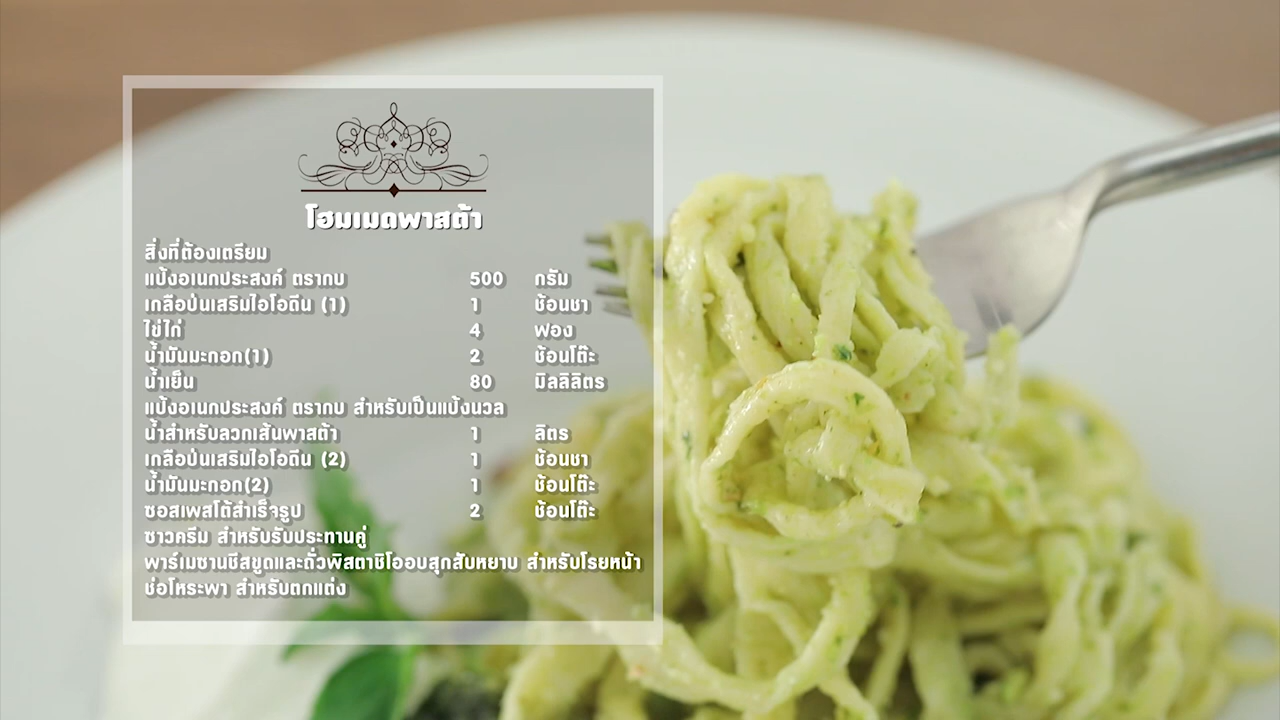 โฮมเมดพาสต้า
สิ่งที่ต้องเตรียม
แป้งอเนกประสงค์ ตรากบ 500 กรัม
เกลือป่นเสริมไอโอดีน (1) 1 ช้อนชา
ไข่ไก่ 4 ฟอง
น้ำมันมะกอก(1) 2 ช้อนโต๊ะ
น้ำเย็น 80 มิลลิลิตร
แป้งอเนกประสงค์ ตรากบ สำหรับเป็นแป้งนวล
น้ำสำหรับลวกเส้นพาสต้า 1 ลิตร
เกลือป่นเสริมไอโอดีน (2) 1 ช้อนชา
น้ำมันมะกอก(2) 1 ช้อนโต๊ะ
ซอสเพสโต้สำเร็จรูป 2 ช้อนโต๊ะ
ซาวครีม สำหรับรับประทานคู่
พาร์เมซานชีสขูดและถั่วพิสตาชิโออบสุกสับหยาบ สำหรับโรยหน้า
ช่อโหระพา สำหรับตกแต่ง